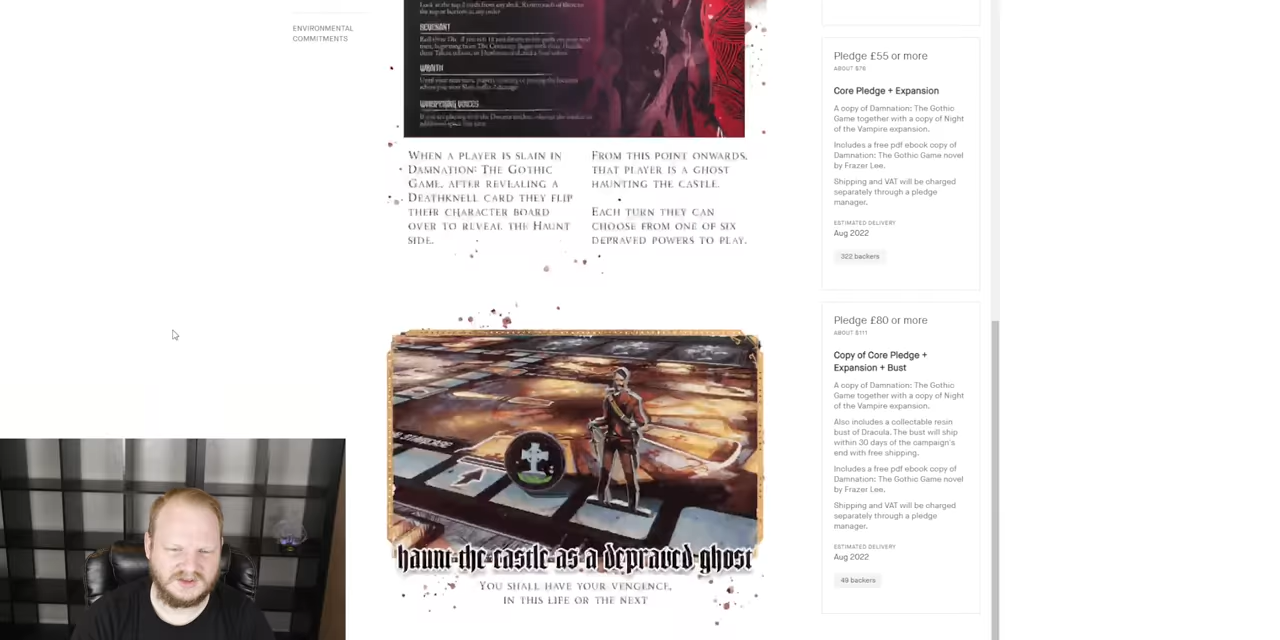 ENVIRONMENTAL
COMMITMENTS
REVENANT
WRAITH
WHISPERING VOICES
WHEN A PLAYER IS SLAIN IN
DAMNATION: THE GOTHIC
GAME, AFTER REVEALING A
DEATHKNELL CARD THEY FLIP
THEIR CHARACTER BOARD
OVER TO REVEAL THE HAUNT
SIDE.
FROM THIS POINT ONWARDS,
THAT PLAYER IS A GHOST
HAUNTING THE CASTLE.
EACH TURN THEY CAN
CHOOSE FROM ONE OF SIX
DEPRAVED POWERS TO PLAY.
haunt the castle as a depraved ghost
YOU SHALL HAVE YOUR VENGENCE,
IN THIS LIFE OR THE NEXT
Pledge £55 or more
ABOUT $76
Core Pledge + Expansion
A copy of Damnation: The Gothic
Game together with a copy of Night
of the Vampire expansion.
Includes a free pdf ebook copy of
Damnation: The Gothic Game novel
by Frazer Lee.
Shipping and VAT will be charged
separately through a pledge
manager.
ESTIMATED DELIVERY
Aug 2022
322 backers
Pledge £80 or more
ABOUT $111
Copy of Core Pledge +
Expansion + Bust
A copy of Damnation: The Gothic
Game together with a copy of Night
of the Vampire expansion.
Also includes a collectable resin
bust of Dracula. The bust will ship
within 30 days of the campaign's
end with free shipping.
Includes a free pdf ebook copy of
Damnation: The Gothic Game novel
by Frazer Lee.
Shipping and VAT will be charged
separately through a pledge
manager.
ESTIMATED DELIVERY
Aug 2022
49 backers